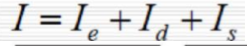 I = I_e + I_d + I_s